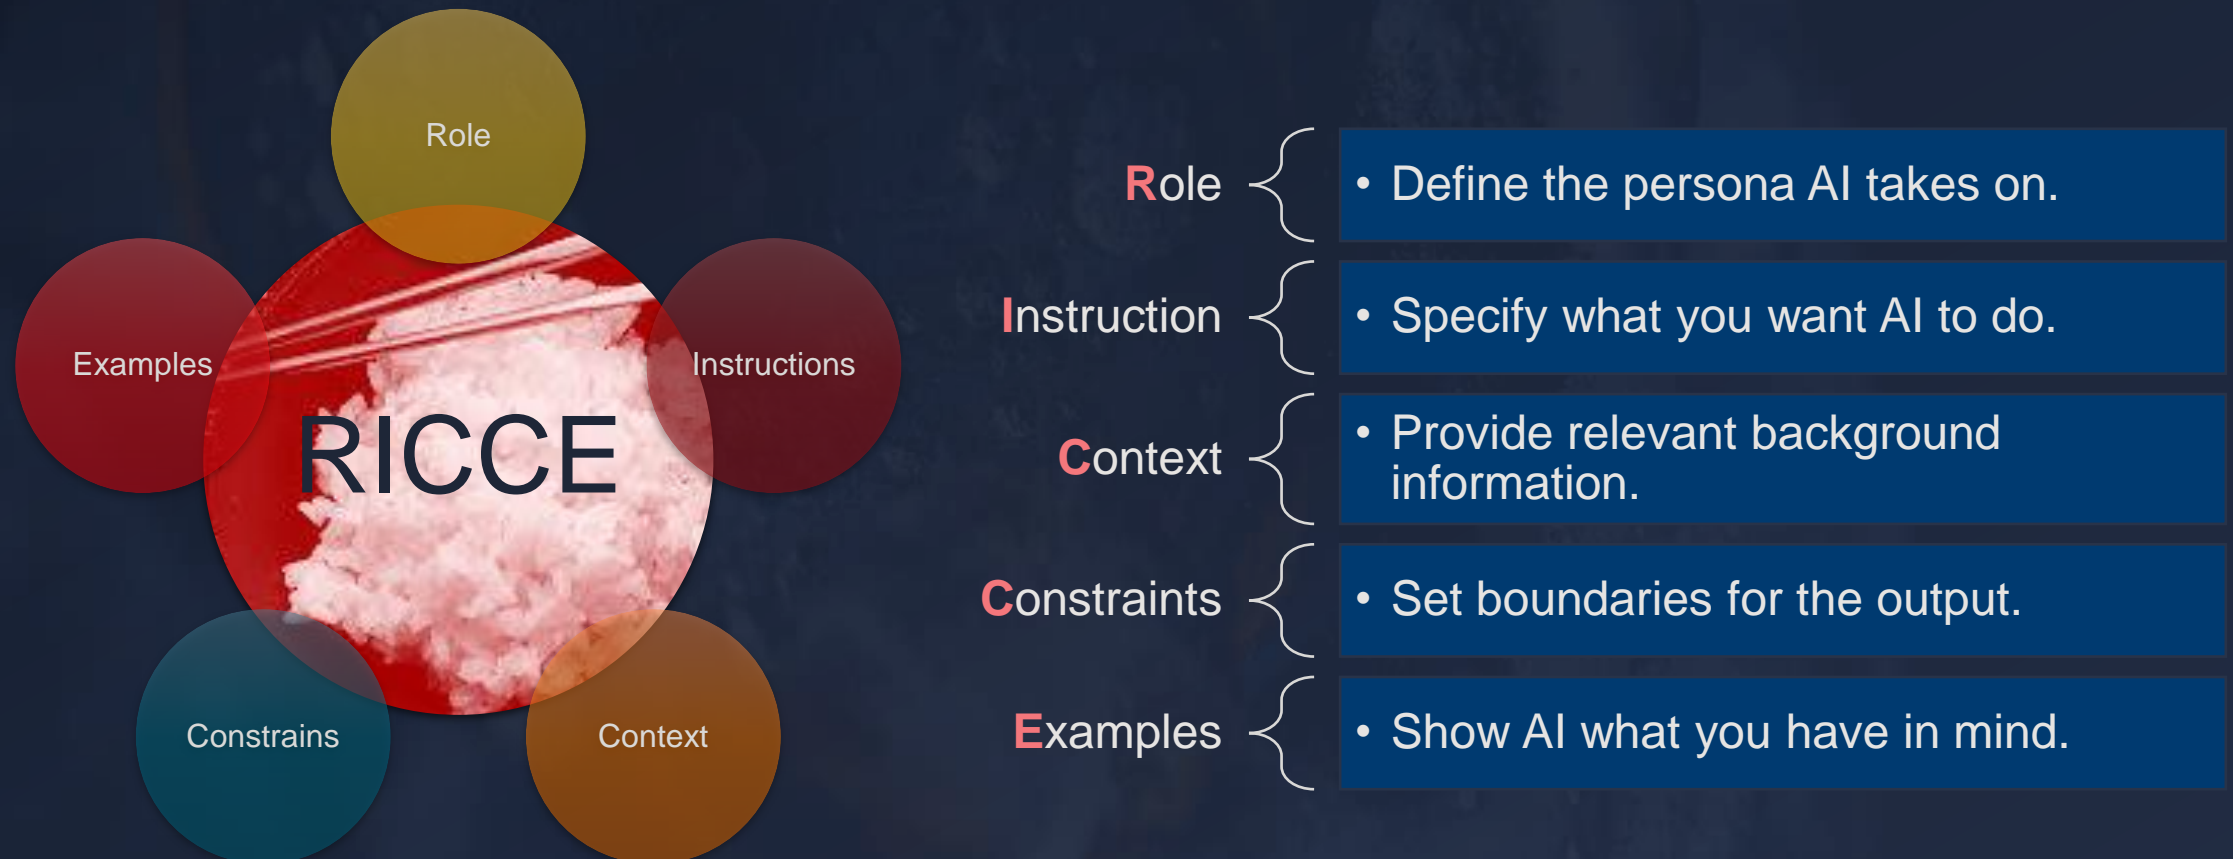 Role
Examples
Instructions
RICCE
Constrains
Context
Role
• Define the persona AI takes on.
Instruction
• Specify what you want AI to do.
Context
• Provide relevant background
information.
Constraints
• Set boundaries for the output.
Examples
• Show AI what you have in mind.